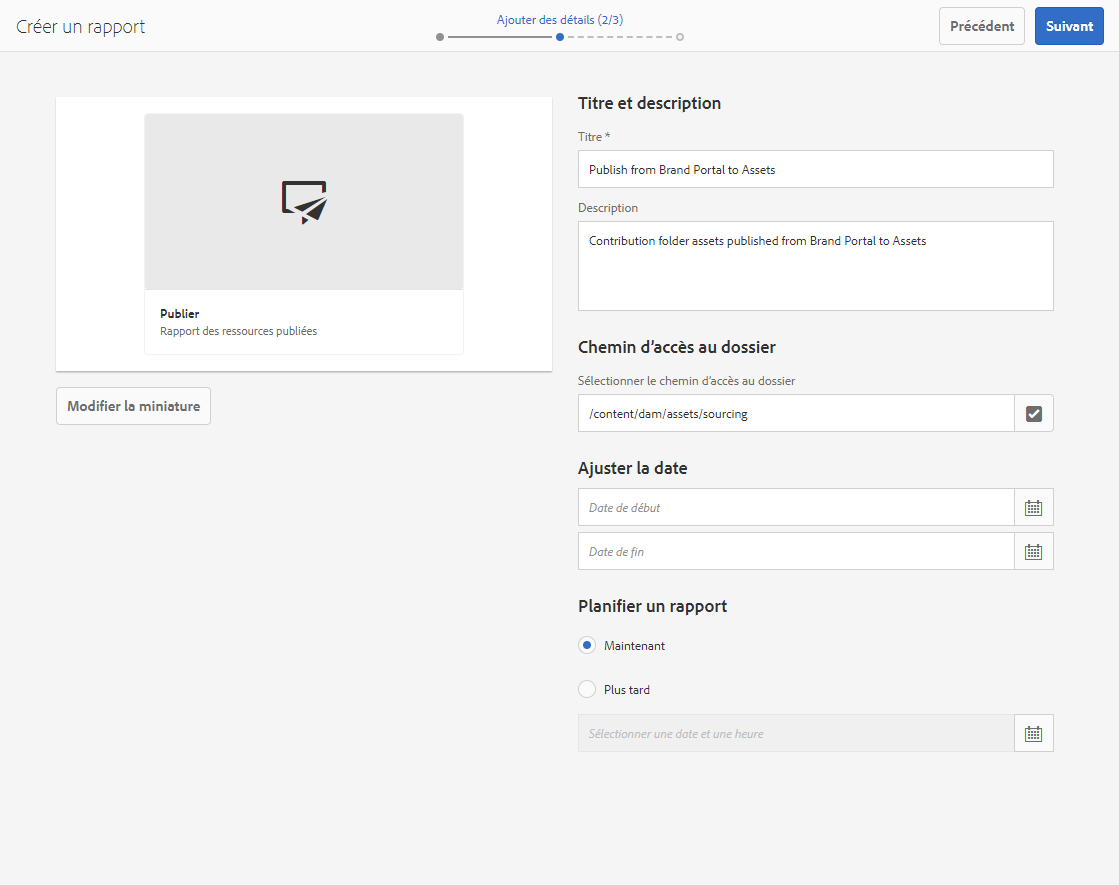 Créer un rapport
Ajouter des détails (2/3)
Précédent
Suivant
Publier
Rapport des ressources publiées
Modifier la miniature
Titre et description
Titre *
Publish from Brand Portal to Assets
Description
Contribution folder assets published from Brand Portal to Assets
Chemin d’accès au dossier
Sélectionner le chemin d’accès au dossier
/content/dam/assets/sourcing
Ajuster la date
Date de début
Date de fin
Planifier un rapport
Maintenant
Plus tard
Sélectionner une date et une heure